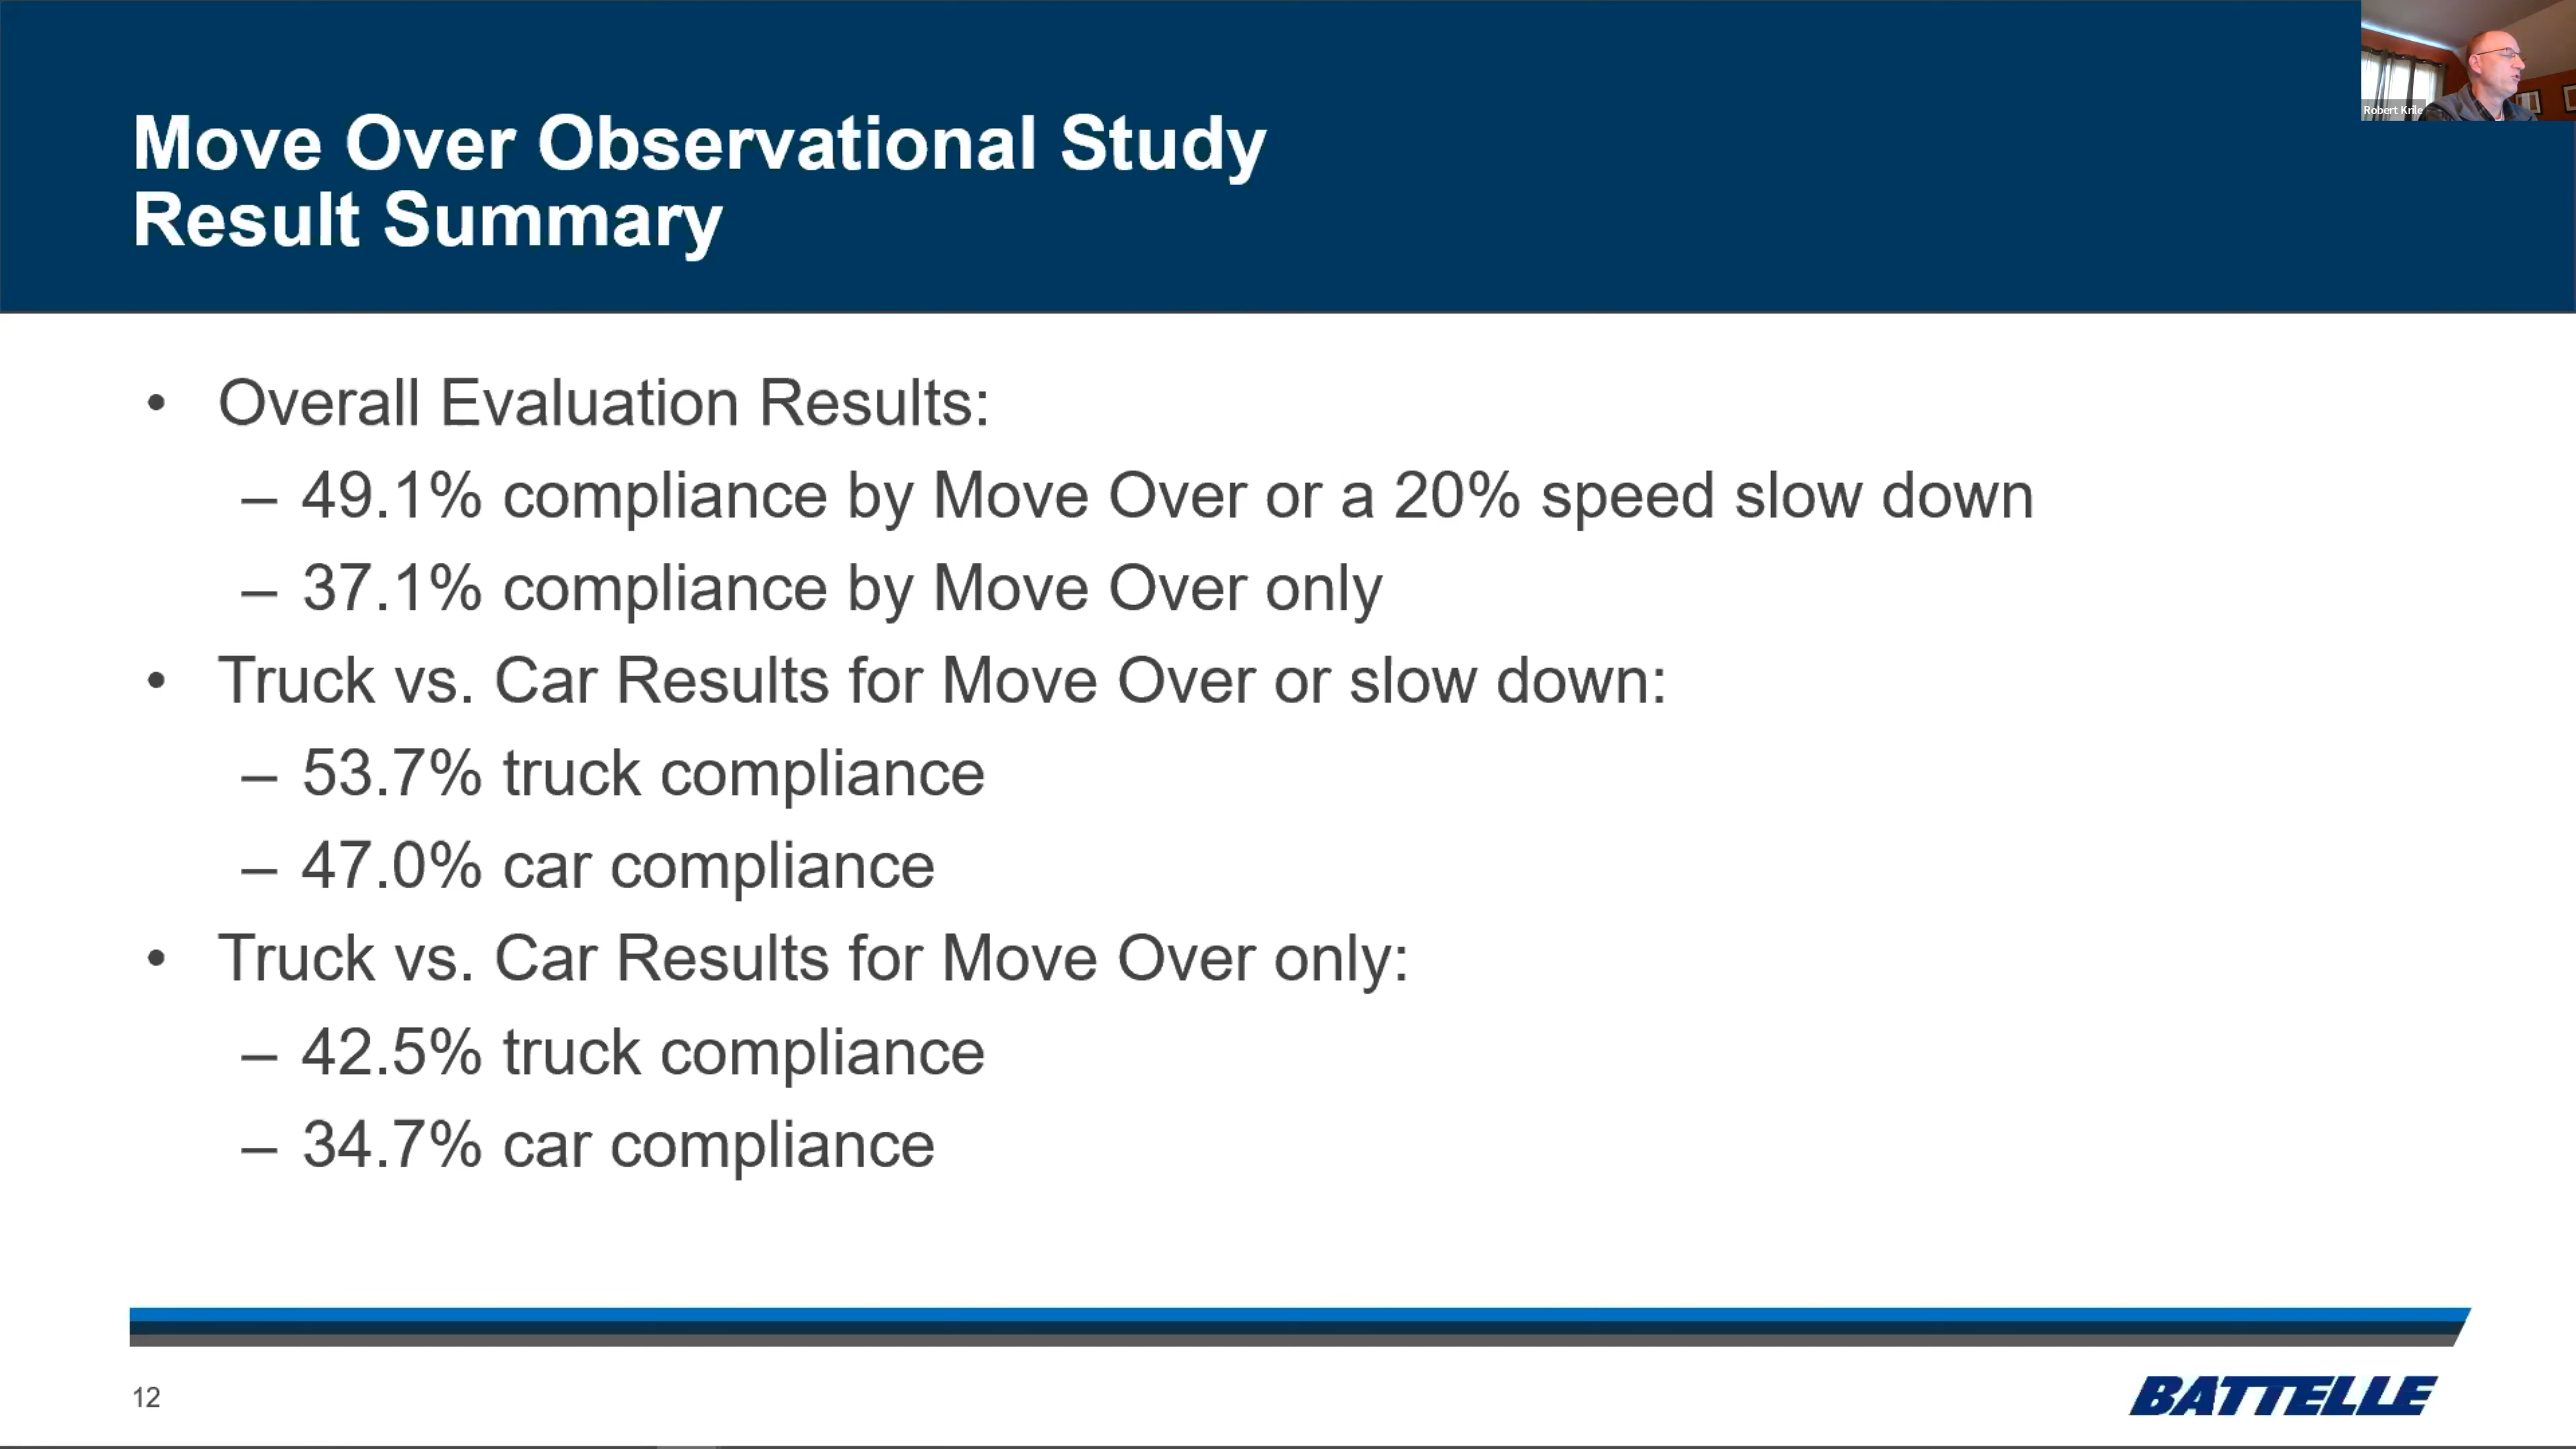 Robert Krile
Move Over Observational Study
Result Summary
• Overall Evaluation Results:
– 49.1% compliance by Move Over or a 20% speed slow down
– 37.1% compliance by Move Over only
• Truck vs. Car Results for Move Over or slow down:
– 53.7% truck compliance
– 47.0% car compliance
• Truck vs. Car Results for Move Over only:
– 42.5% truck compliance
– 34.7% car compliance
12
BATTELLE